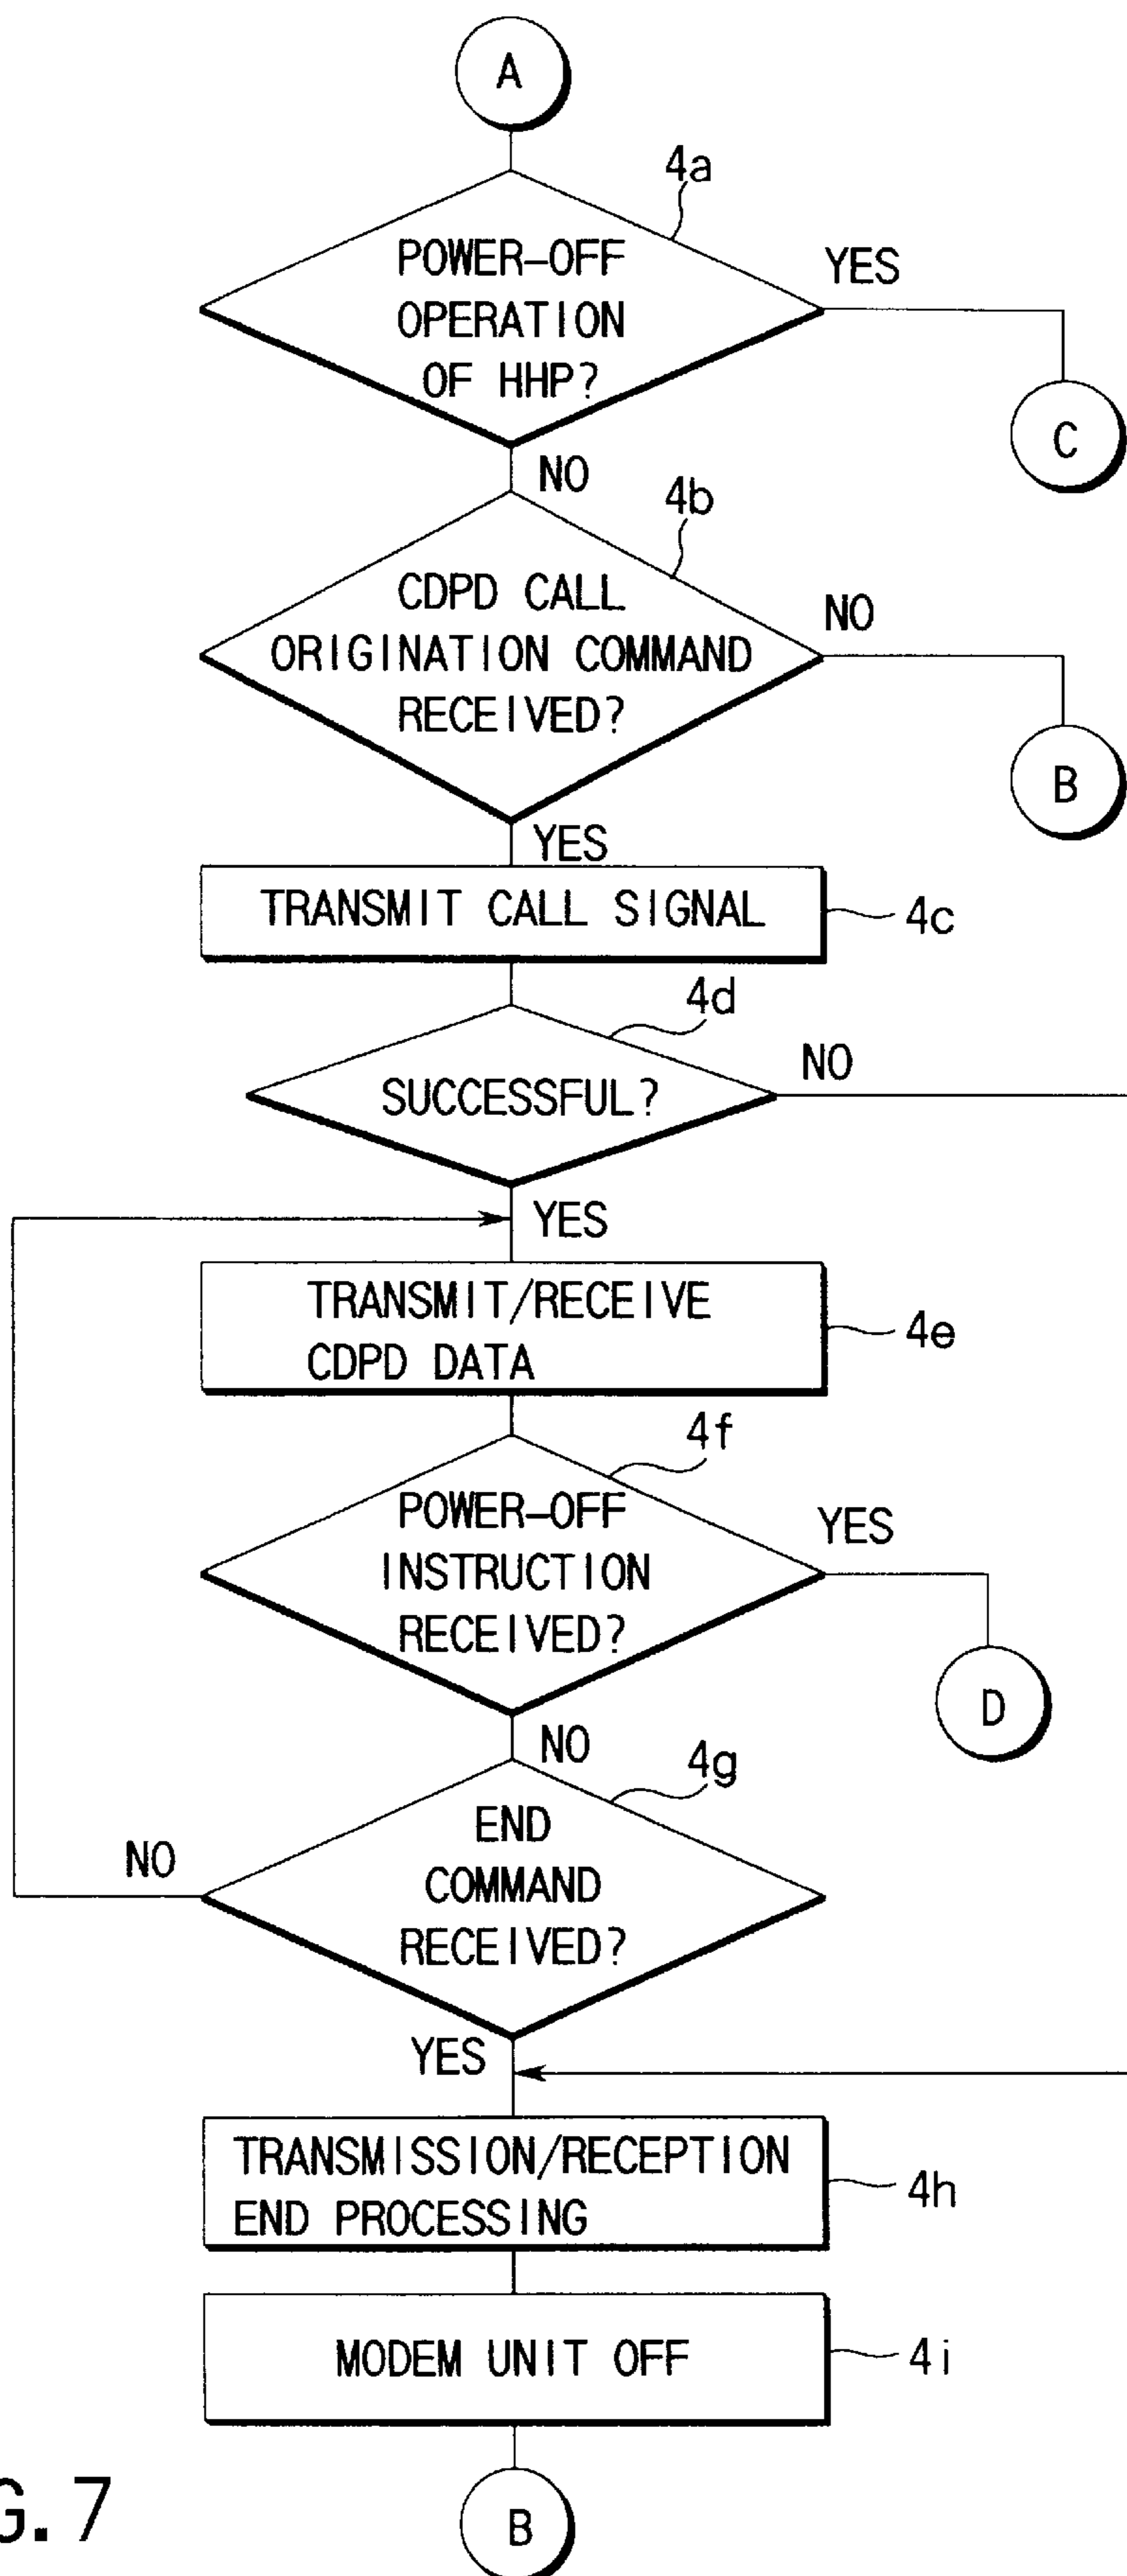 A
4a
POWER-OFF
OPERATION
OF HHP?
YES
C
NO
4b
CDPD CALL
ORIGINATION COMMAND
RECEIVED?
NO
B
YES
TRANSMIT CALL SIGNAL
4c
4d
SUCCESSFUL?
NO
YES
TRANSMIT/RECEIVE
CDPD DATA
4e
4f
POWER-OFF
INSTRUCTION
RECEIVED?
YES
D
NO
4g
END
COMMAND
RECEIVED?
NO
YES
TRANSMISSION/RECEPTION
END PROCESSING
4h
MODEM UNIT OFF
4i
B
G. 7